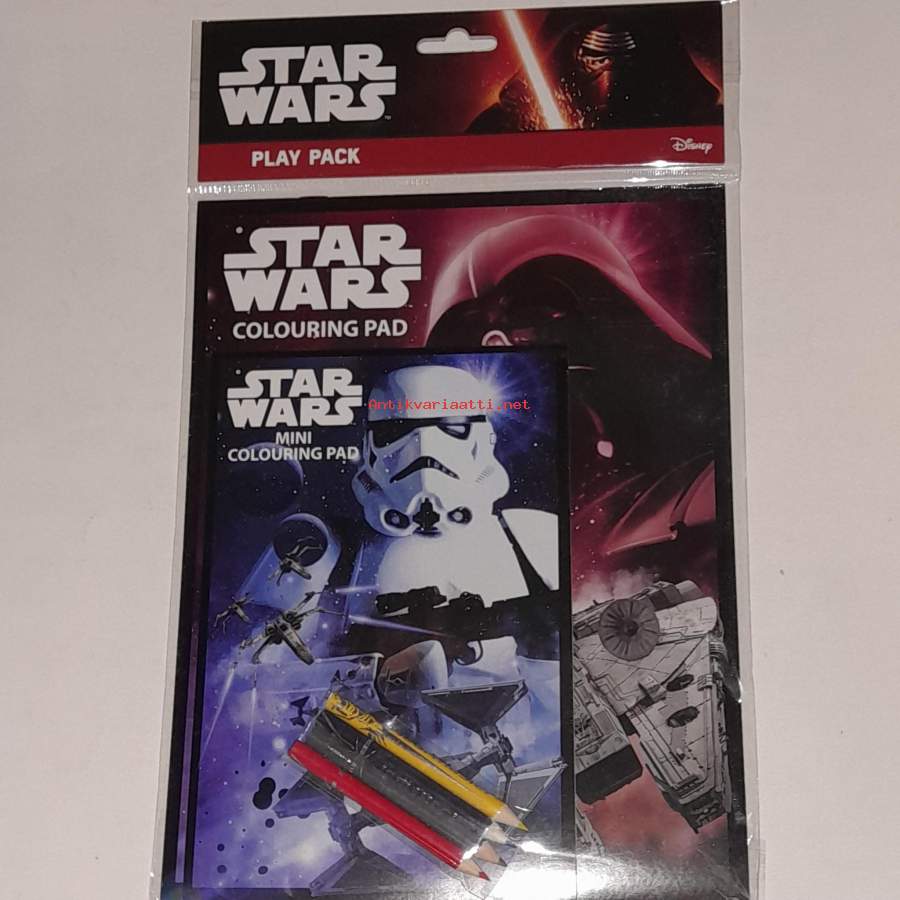 STAR
WARS
PLAY PACK
Disney
STAR
WARS
COLOURING PAD
STAR
WARS
MINI
COLOURING PAD
Antikvariaatti.net